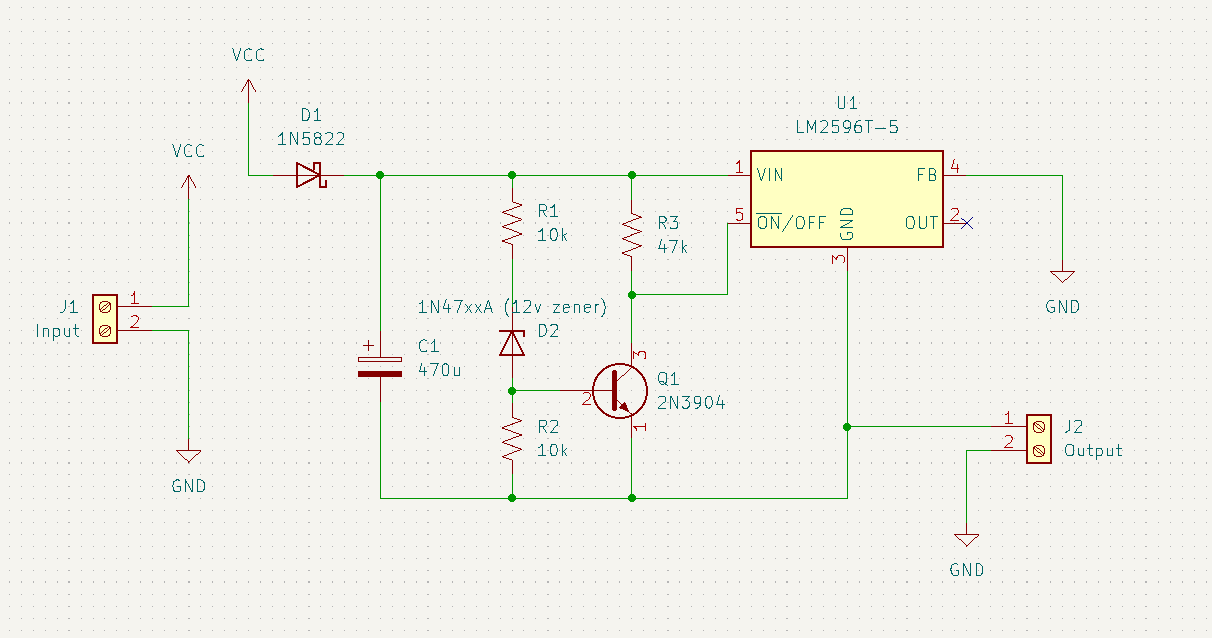 VCC
D1
1N5822
VCC
U1
LM2596T-5
1
VIN
FB
4
5
ON/OFF
GND
OUT
2
3
R1
10k
R3
47k
GND
J1
Input
1
2
1N47xxA (12v zener)
D2
+
C1
470u
3
Q1
2N3904
2
1
R2
10k
1
2
J2
Output
GND
GND